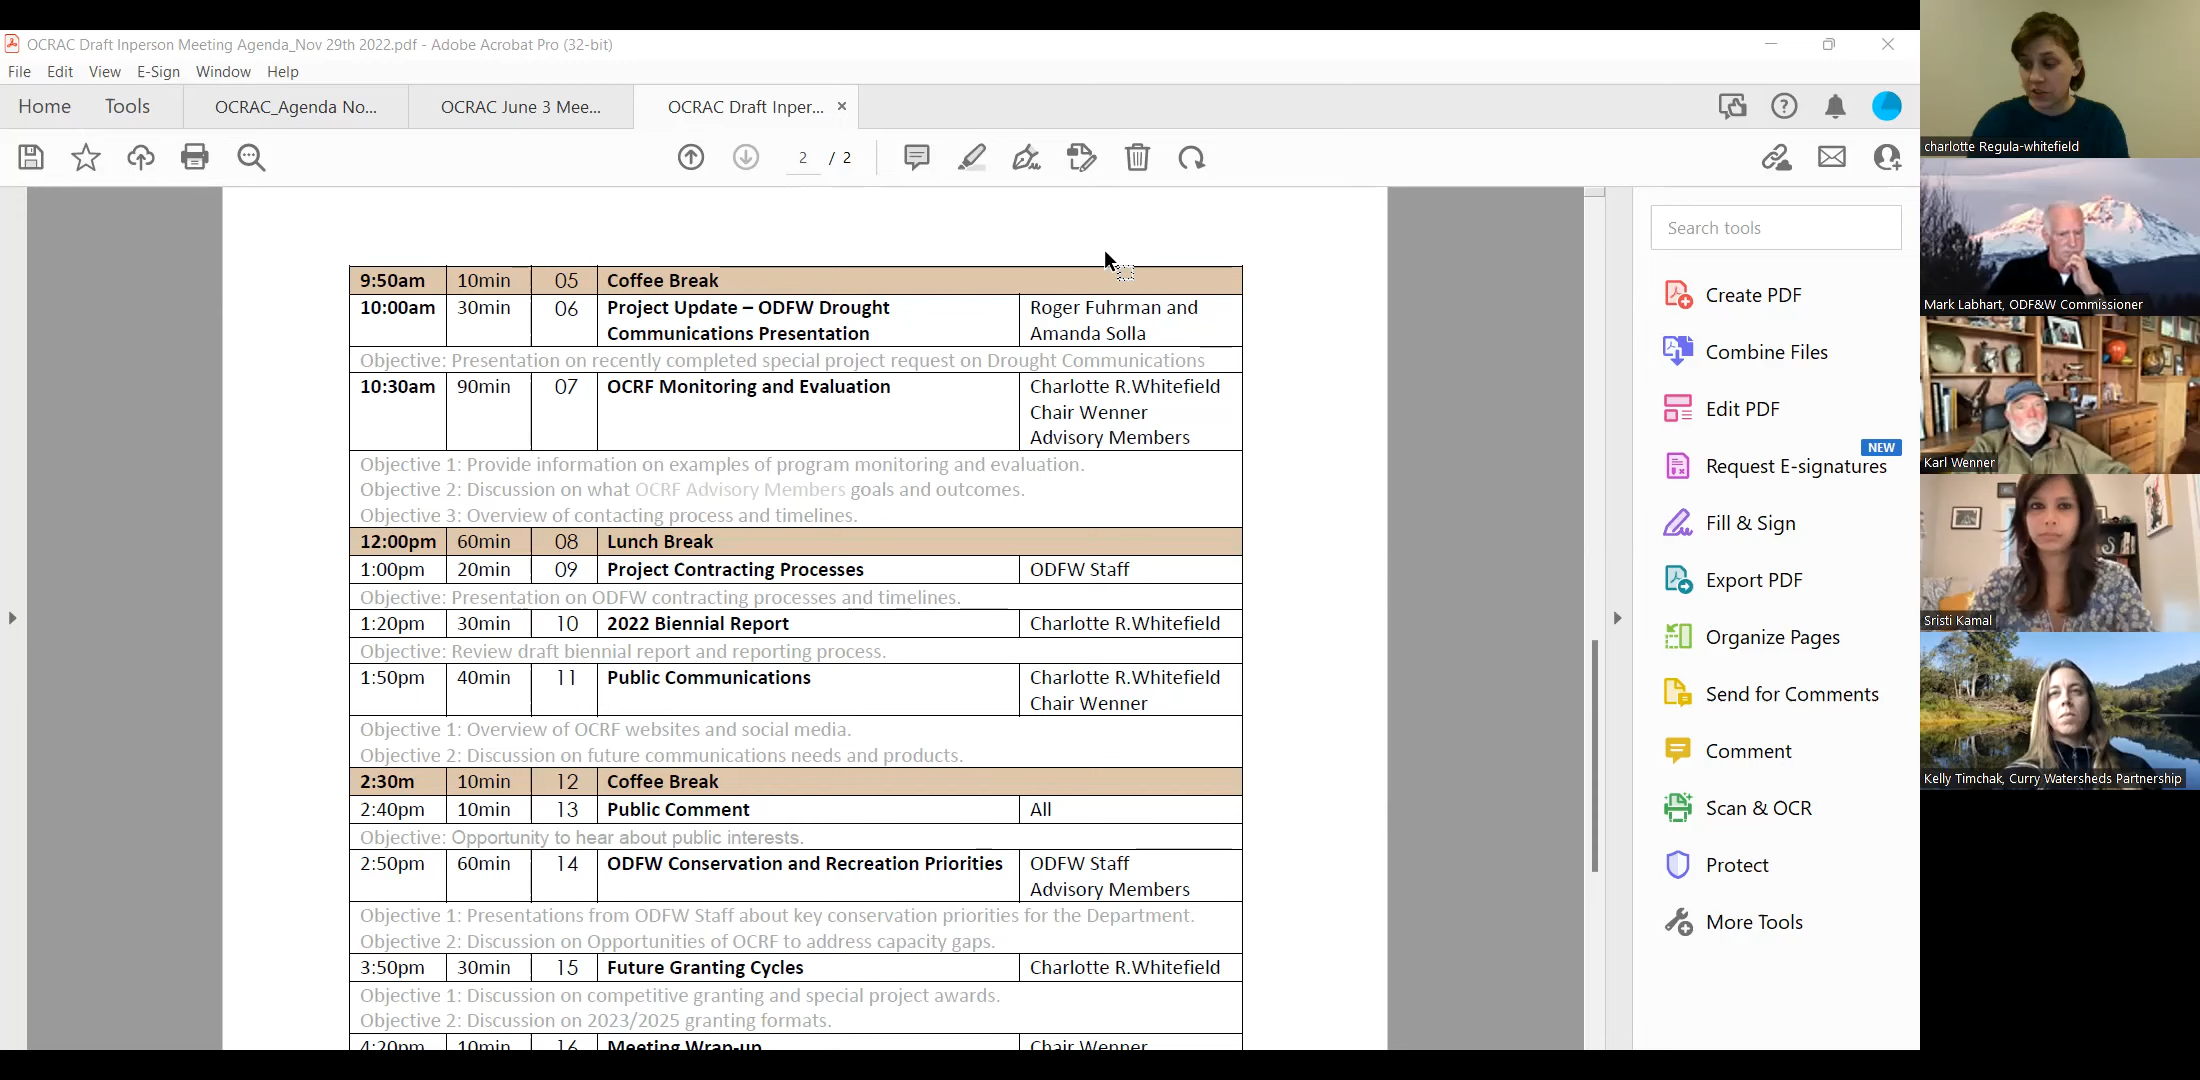 OCRAC Draft Inperson Meeting Agenda_Nov 29th 2022.pdf - Adobe Acrobat Pro (32-bit)
File Edit View E-Sign Window Help
Home Tools OCRAC_Agenda No... OCRAC June 3 Mee... OCRAC Draft Inper... ×
2 / 2
9:50am 10min 05 Coffee Break
10:00am 30min 06 Project Update – ODFW Drought Roger Fuhrman and
Communications Presentation Amanda Solla
Objective: Presentation on recently completed special project request on Drought Communications
10:30am 90min 07 OCRF Monitoring and Evaluation Charlotte R.Whitefield
Chair Wenner
Advisory Members
Objective 1: Provide information on examples of program monitoring and evaluation.
Objective 2: Discussion on what OCRF Advisory Members goals and outcomes.
Objective 3: Overview of contacting process and timelines.
12:00pm 60min 08 Lunch Break
1:00pm 20min 09 Project Contracting Processes ODFW Staff
Objective: Presentation on ODFW contracting processes and timelines.
1:20pm 30min 10 2022 Biennial Report Charlotte R.Whitefield
Objective: Review draft biennial report and reporting process.
1:50pm 40min 11 Public Communications Charlotte R.Whitefield
Chair Wenner
Objective 1: Overview of OCRF websites and social media.
Objective 2: Discussion on future communications needs and products.
2:30m 10min 12 Coffee Break
2:40pm 10min 13 Public Comment All
Objective: Opportunity to hear about public interests.
2:50pm 60min 14 ODFW Conservation and Recreation Priorities ODFW Staff
Advisory Members
Objective 1: Presentations from ODFW Staff about key conservation priorities for the Department.
Objective 2: Discussion on Opportunities of OCRF to address capacity gaps.
3:50pm 30min 15 Future Granting Cycles Charlotte R.Whitefield
Objective 1: Discussion on competitive granting and special project awards.
Objective 2: Discussion on 2023/2025 granting formats.
4:20pm 10min 16 Meeting Wrap-up Chair Wenner
Search tools
Create PDF
Combine Files
Edit PDF
NEW
Request E-signatures
Fill & Sign
Export PDF
Organize Pages
Send for Comments
Comment
Scan & OCR
Protect
More Tools
charlotte Regula-whitefield
Mark Labhart, ODF&W Commissioner
Karl Wenner
Sristi Kamal
Kelly Timchak, Curry Watersheds Partnership